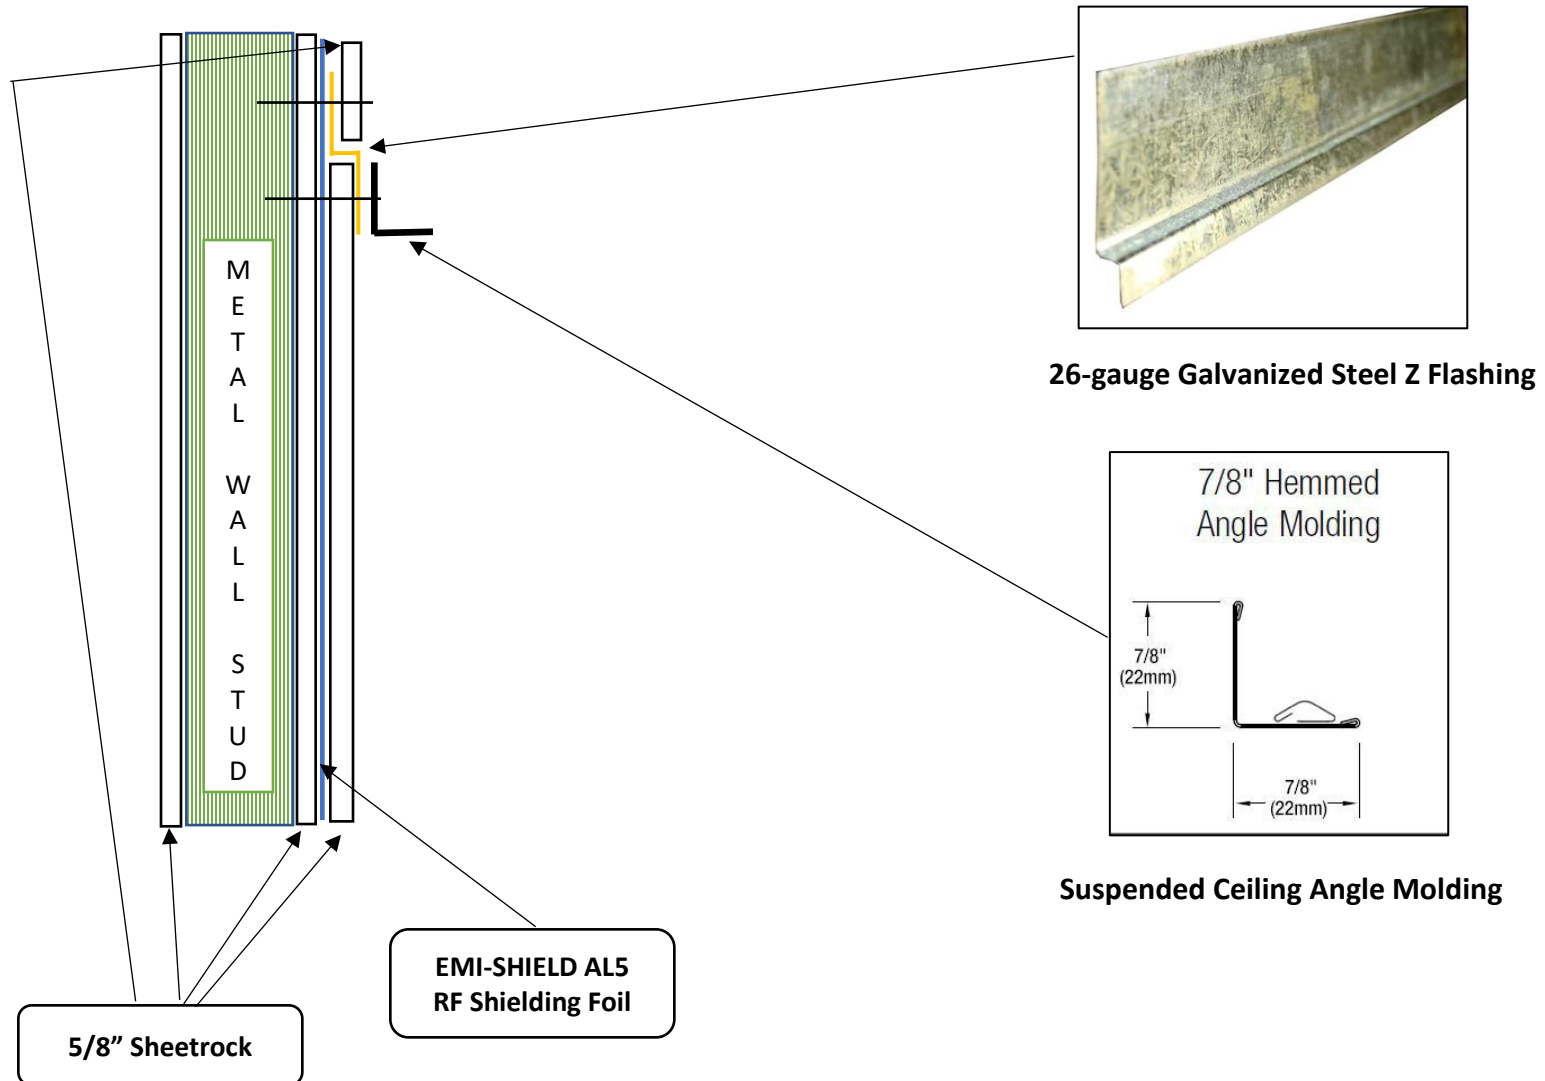 M
E
T
A
L
W
A
L
L
S
T
U
D
26-gauge Galvanized Steel Z Flashing
7/8" Hemmed
Angle Molding
7/8"
(22mm)
7/8"
(22mm)
Suspended Ceiling Angle Molding
EMI-SHIELD AL5
RF Shielding Foil
5/8” Sheetrock